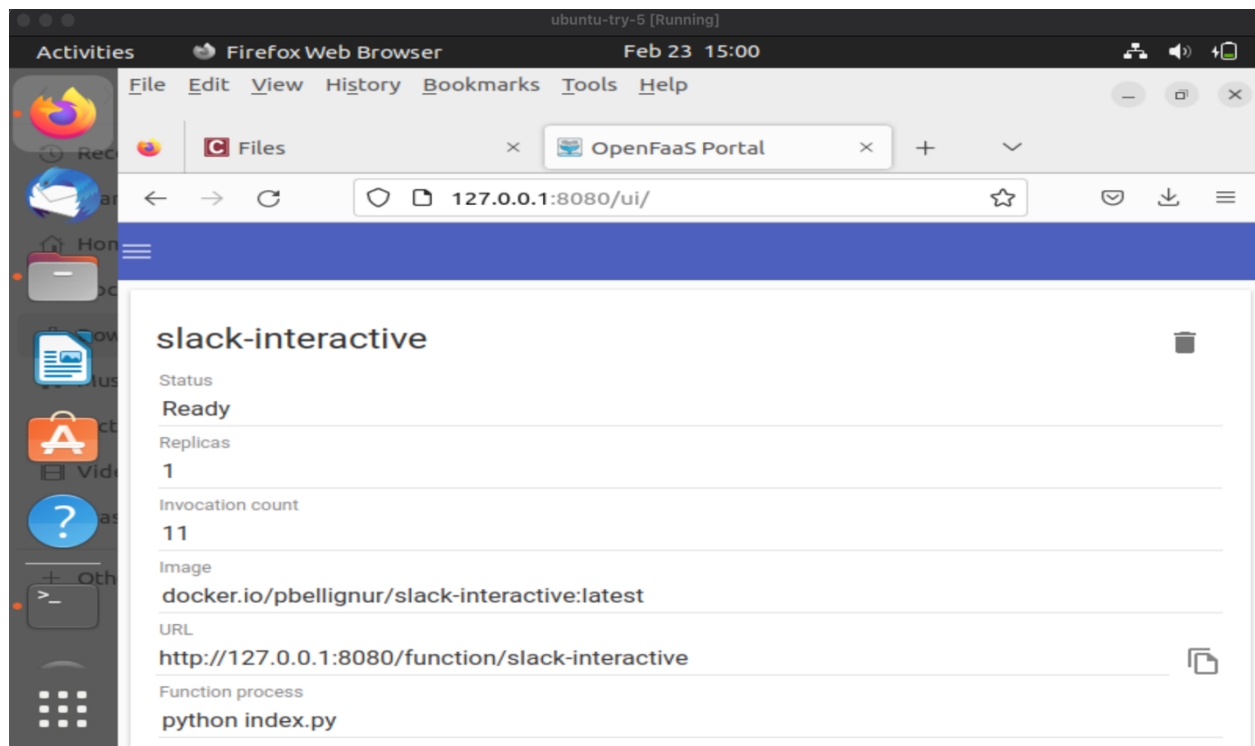 ubuntu-try-5 [Running]
Activities Firefox Web Browser Feb 23 15:00
File Edit View History Bookmarks Tools Help
C Files OpenFaaS Portal
127.0.0.1:8080/ui/
slack-interactive
Status
Ready
Replicas
1
Invocation count
11
Image
docker.io/pbellignur/slack-interactive:latest
URL
http://127.0.0.1:8080/function/slack-interactive
Function process
python index.py